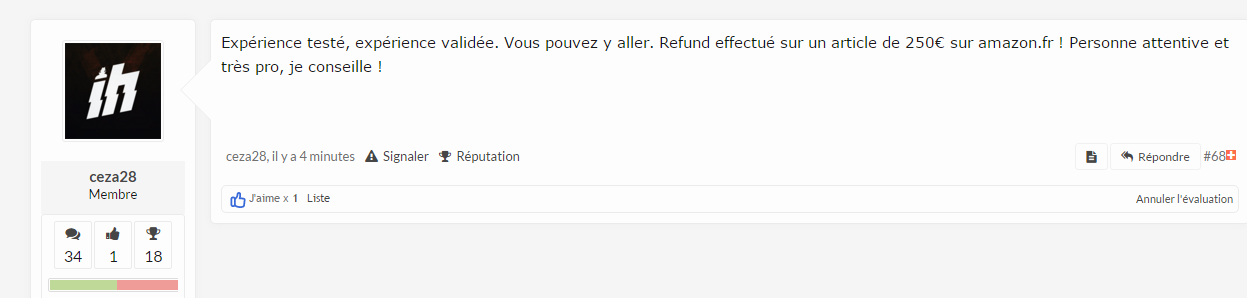 Expérience testé, expérience validée. Vous pouvez y aller. Refund effectué sur un article de 250€ sur amazon.fr ! Personne attentive et
très pro, je conseille !
ceza28, il y a 4 minutes Signaler Réputation Répondre #68
J'aime x 1 Liste Annuler l'évaluation
ih
ceza28
Membre
34 1 18